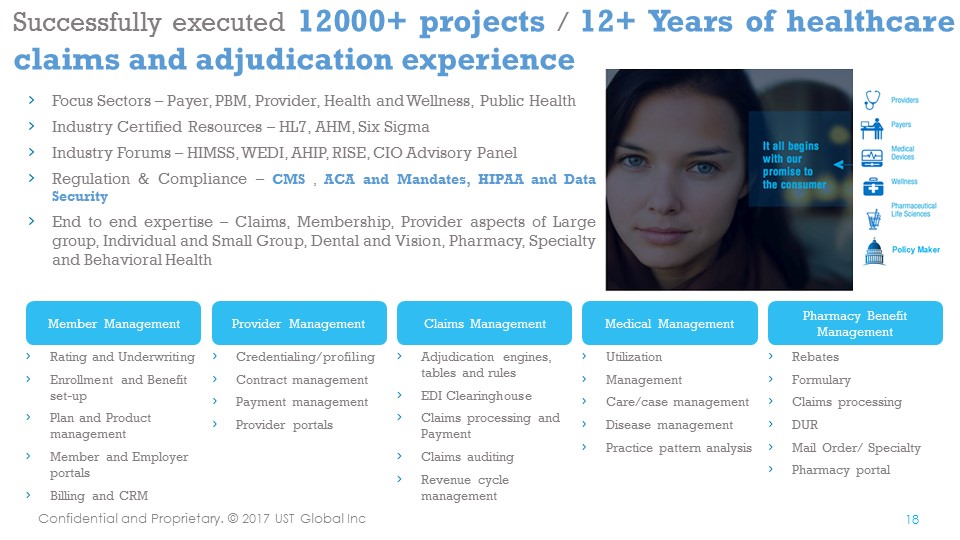 Successfully executed 12000+ projects / 12+ Years of healthcare
claims and adjudication experience
› Focus Sectors – Payer, PBM, Provider, Health and Wellness, Public Health
› Industry Certified Resources – HL7, AHM, Six Sigma
› Industry Forums – HIMSS, WEDI, AHIP, RISE, CIO Advisory Panel
› Regulation & Compliance – CMS , ACA and Mandates, HIPAA and Data
Security
› End to end expertise – Claims, Membership, Provider aspects of Large
group, Individual and Small Group, Dental and Vision, Pharmacy, Specialty
and Behavioral Health
It all begins
with our
promise to
the consumer
Providers
Payers
Medical
Devices
Wellness
Pharmaceutical
Life Sciences
Policy Maker
Member Management
› Rating and Underwriting
› Enrollment and Benefit
set-up
› Plan and Product
management
› Member and Employer
portals
› Billing and CRM
Provider Management
› Credentialing/profiling
› Contract management
› Payment management
› Provider portals
Claims Management
› Adjudication engines,
tables and rules
› EDI Clearinghouse
› Claims processing and
Payment
› Claims auditing
› Revenue cycle
management
Medical Management
› Utilization
› Management
› Care/case management
› Disease management
› Practice pattern analysis
Pharmacy Benefit
Management
› Rebates
› Formulary
› Claims processing
› DUR
› Mail Order/ Specialty
› Pharmacy portal
Confidential and Proprietary. © 2017 UST Global Inc
18